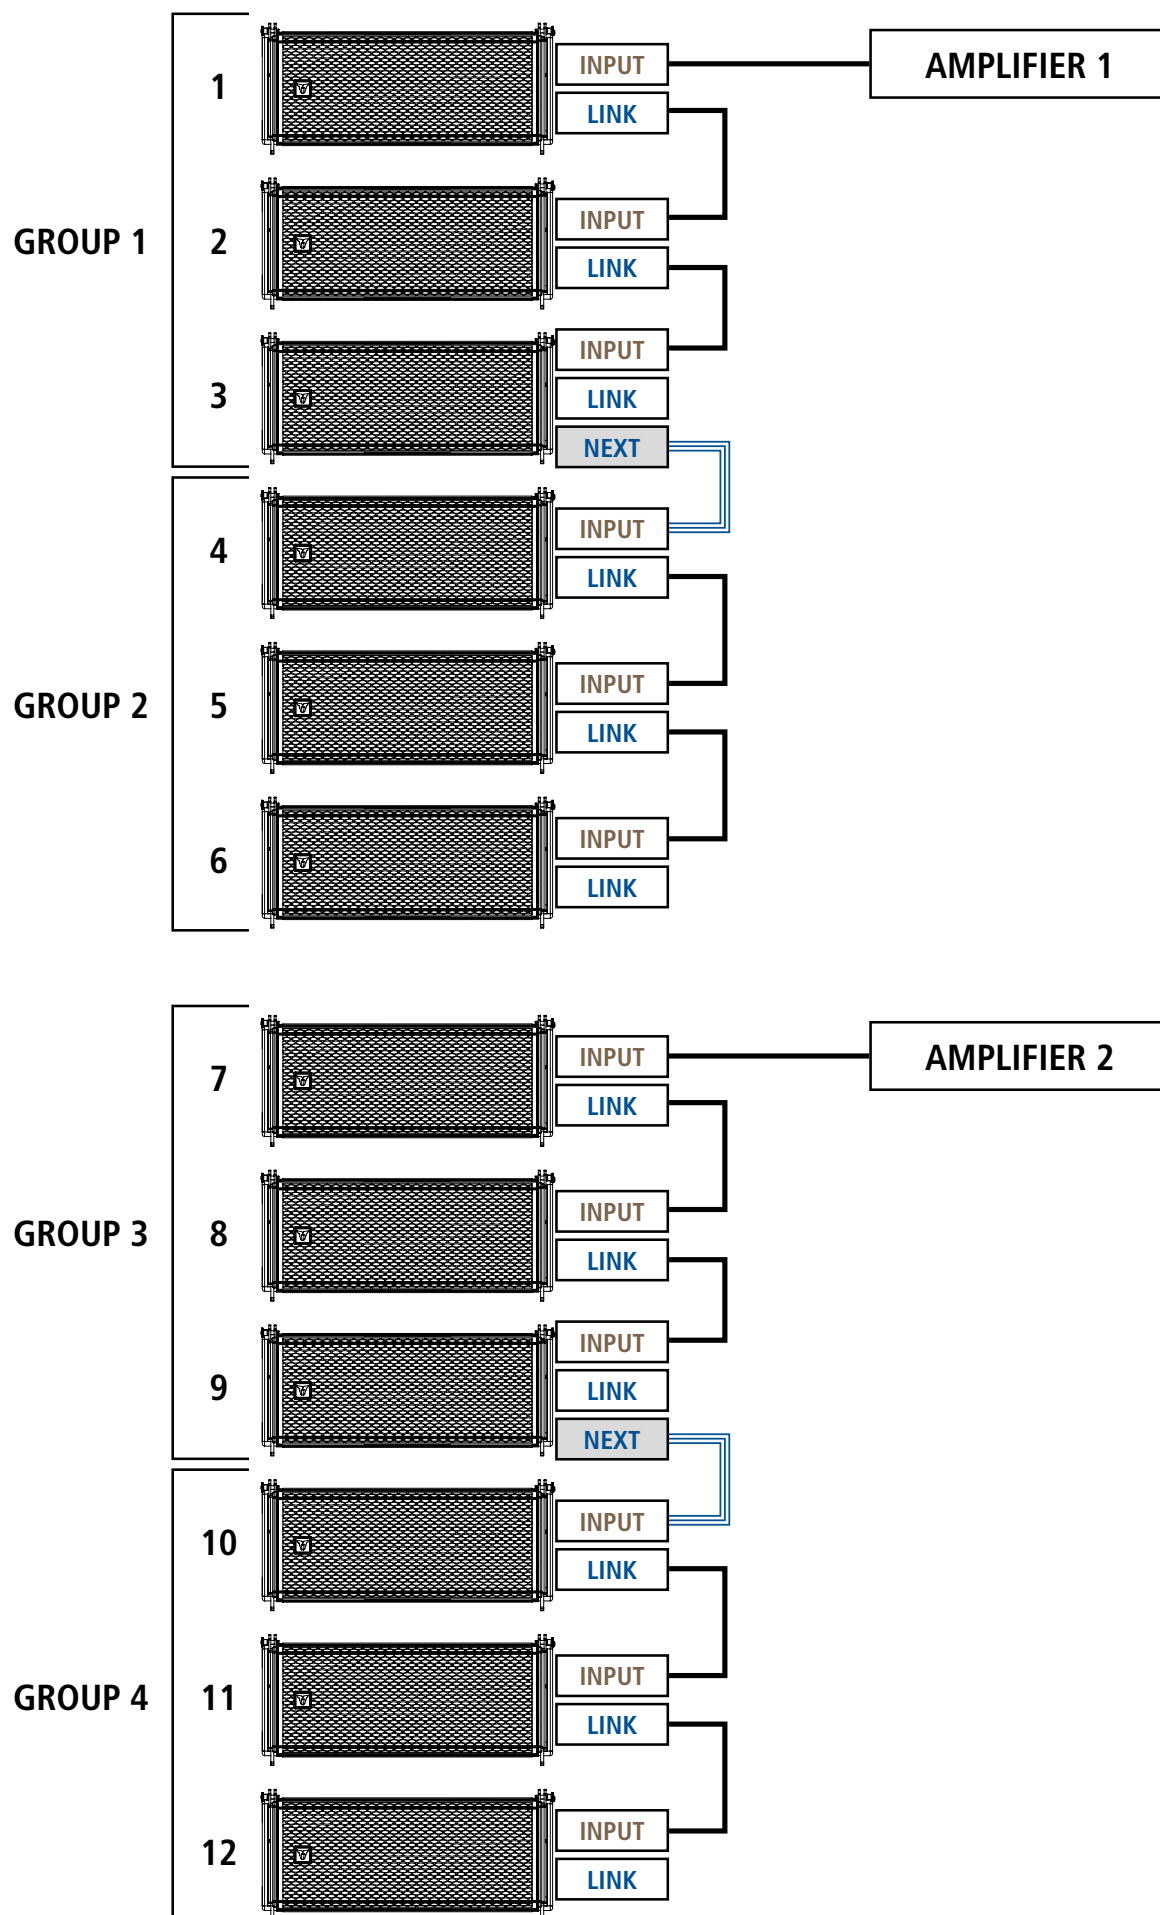 1
INPUT
AMPLIFIER 1
LINK
GROUP 1
2
INPUT
LINK
3
INPUT
LINK
NEXT
4
INPUT
LINK
GROUP 2
5
INPUT
LINK
6
INPUT
LINK
7
INPUT
AMPLIFIER 2
LINK
GROUP 3
8
INPUT
LINK
9
INPUT
LINK
NEXT
10
INPUT
LINK
GROUP 4
11
INPUT
LINK
12
INPUT
LINK